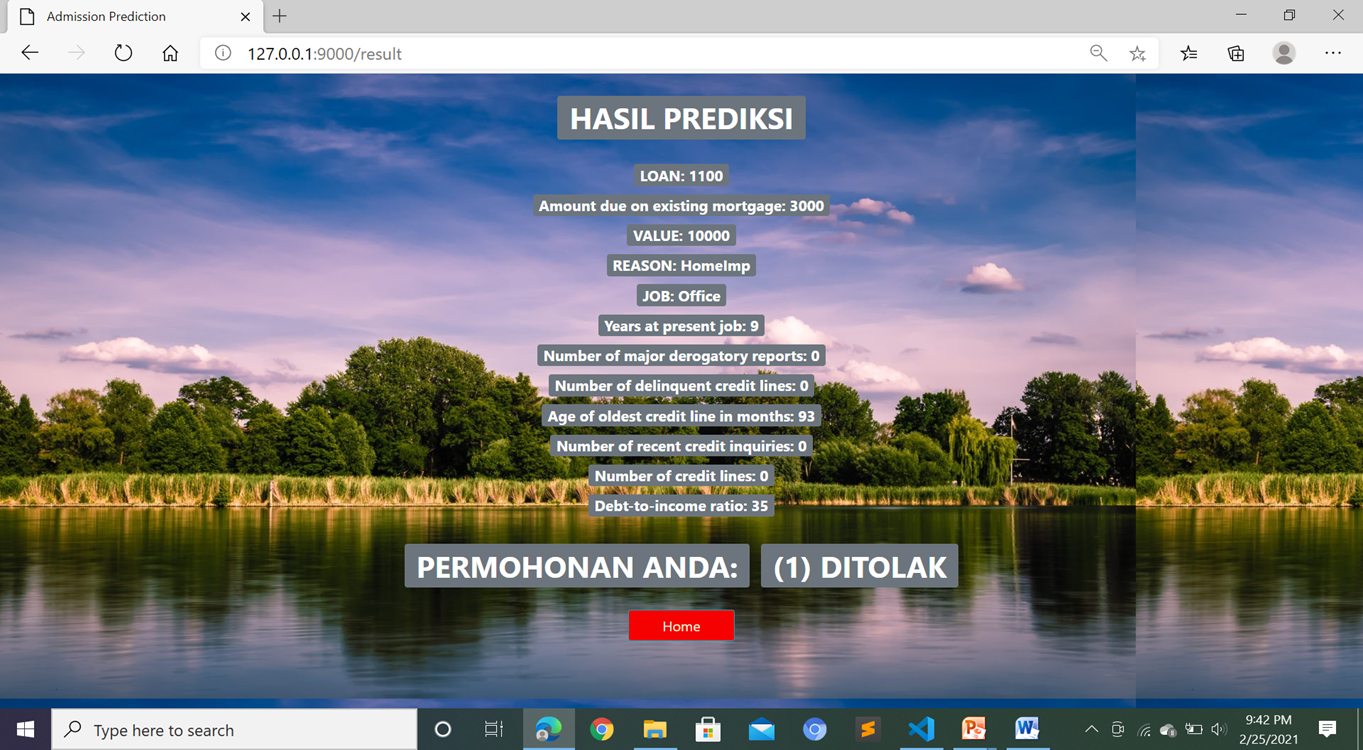 Admission Prediction
127.0.0.1:9000/result
HASIL PREDIKSI
LOAN: 1100
Amount due on existing mortgage: 3000
VALUE: 10000
REASON: HomeImp
JOB: Office
Years at present job: 9
Number of major derogatory reports: 0
Number of delinquent credit lines: 0
Age of oldest credit line in months: 93
Number of recent credit inquiries: 0
Number of credit lines: 0
Debt-to-income ratio: 35
PERMOHONAN ANDA: (1) DITOLAK
Home
Type here to search
9:42 PM
2/25/2021